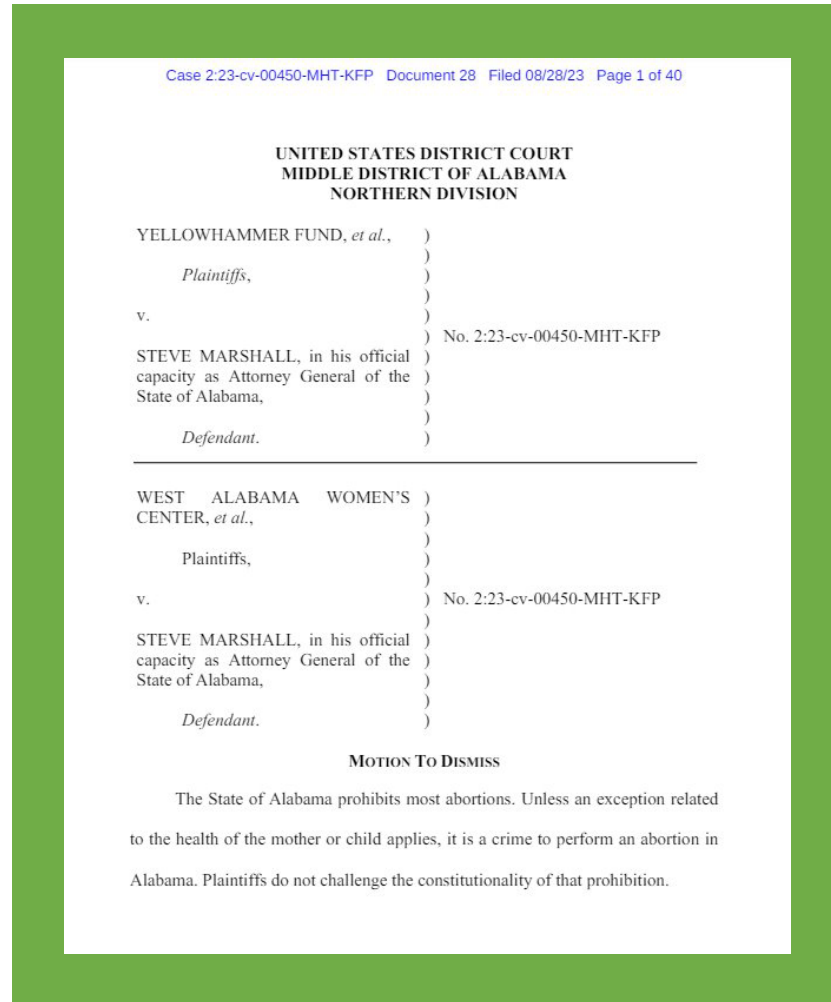 Case 2:23-cv-00450-MHT-KFP Document 28 Filed 08/28/23 Page 1 of 40
UNITED STATES DISTRICT COURT
MIDDLE DISTRICT OF ALABAMA
NORTHERN DIVISION
YELLOWHAMMER FUND, et al., )
)
Plaintiffs, )
)
v. )
) No. 2:23-cv-00450-MHT-KFP
STEVE MARSHALL, in his official )
capacity as Attorney General of the )
State of Alabama, )
)
Defendant. )
WEST ALABAMA WOMEN'S )
CENTER, et al., )
)
Plaintiffs, )
)
v. ) No. 2:23-cv-00450-MHT-KFP
)
STEVE MARSHALL, in his official )
capacity as Attorney General of the )
State of Alabama, )
)
Defendant. )
MOTION TO DISMISS
The State of Alabama prohibits most abortions. Unless an exception related
to the health of the mother or child applies, it is a crime to perform an abortion in
Alabama. Plaintiffs do not challenge the constitutionality of that prohibition.